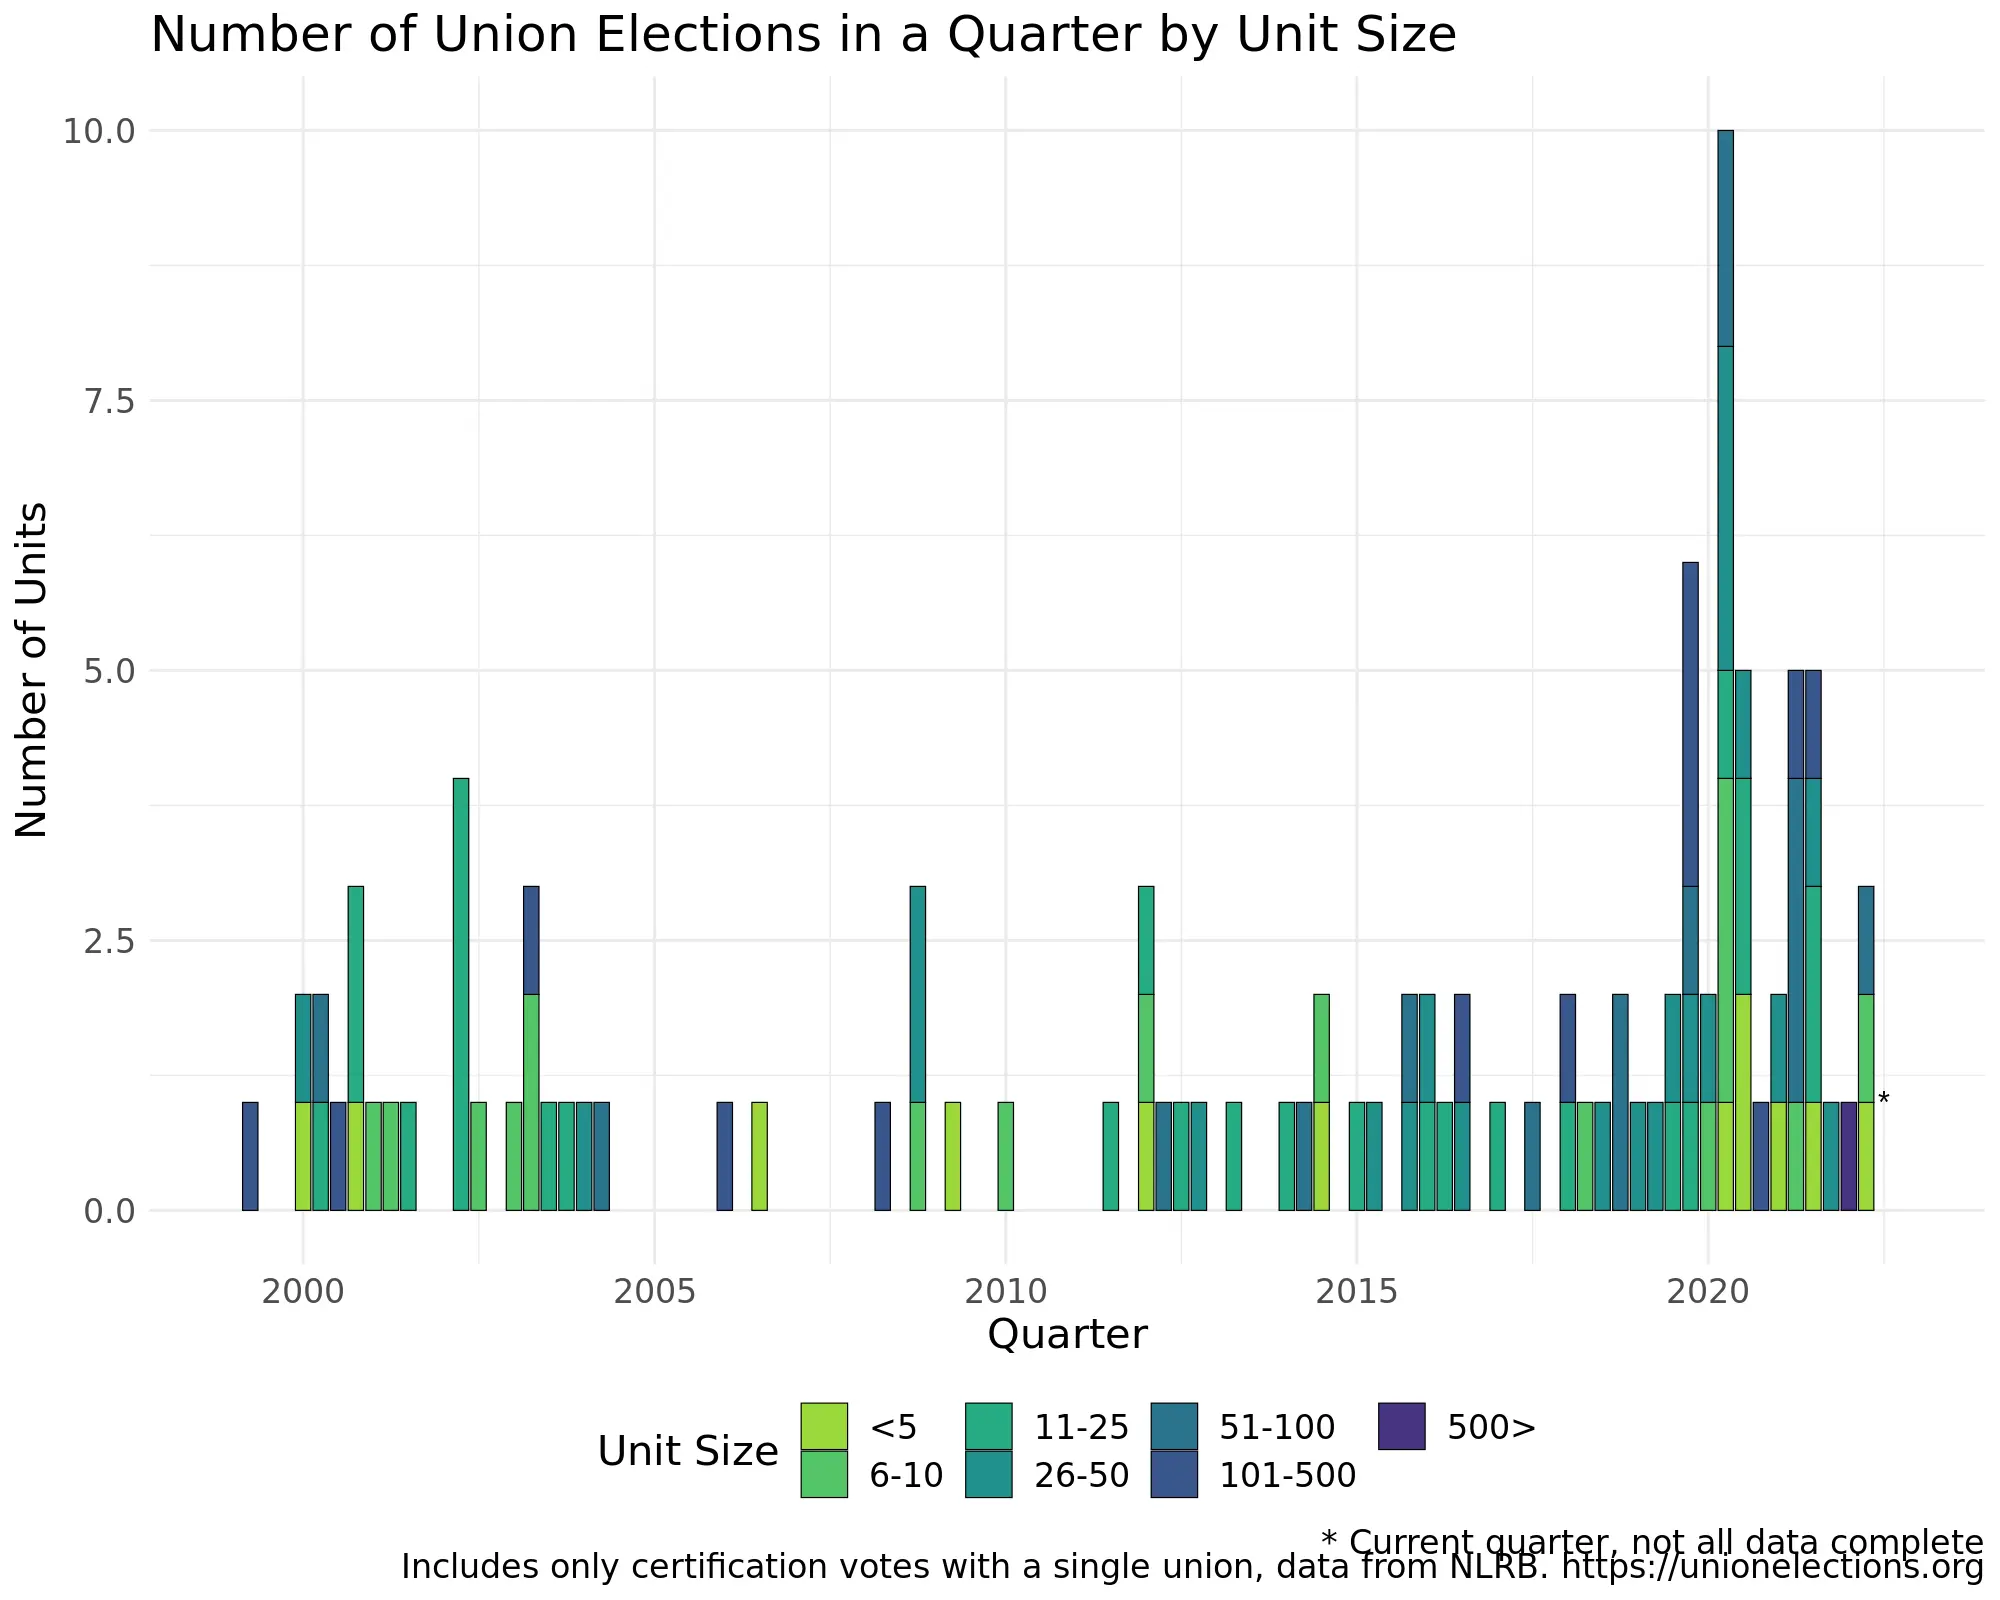 Number of Union Elections in a Quarter by Unit Size
10.0
7.5
5.0
2.5
0.0
Number of Units
*
2000 2005 2010 2015 2020
Quarter
Unit Size
<5 11-25 51-100 500>
6-10 26-50 101-500
* Current quarter, not all data complete
Includes only certification votes with a single union, data from NLRB. https://unionelections.org